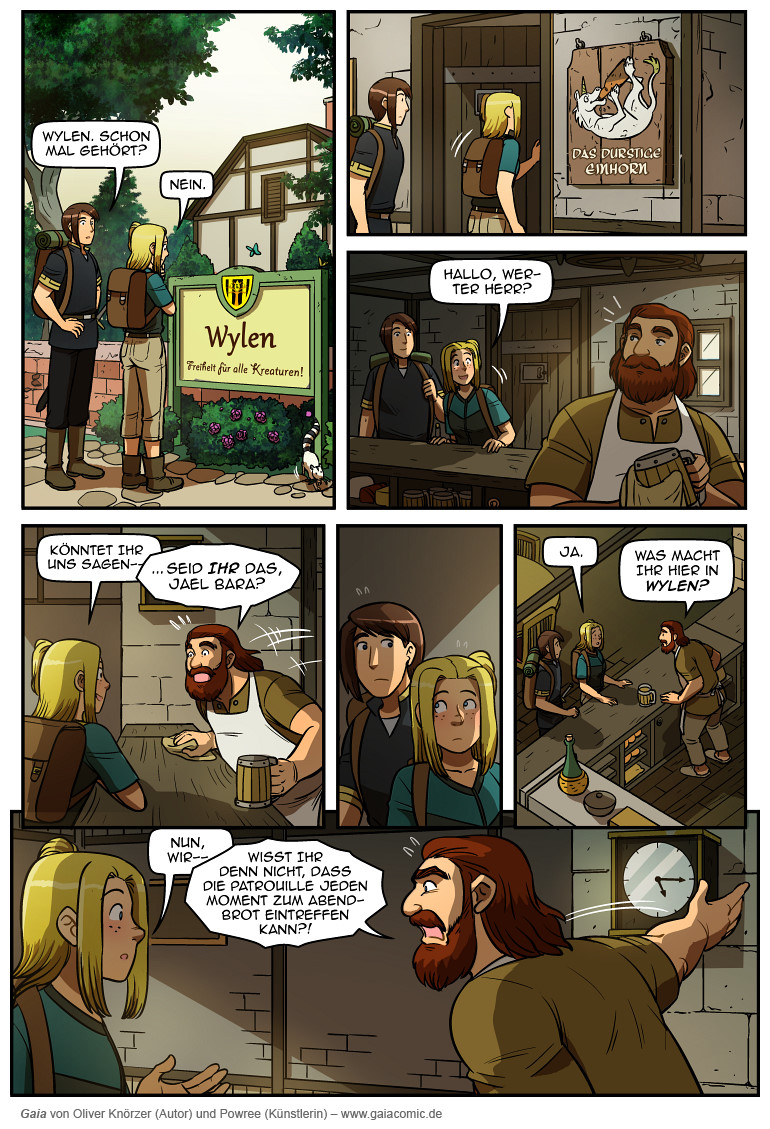 WYLEN. SCHON
MAL GEHÖRT?
NEIN.
Wylen
Freiheit für alle Kreaturen!
DAS DURSTIGE
EINHORN
HALLO, WER-
TER HERR?
KÖNNTET IHR
UNS SAGEN--
...SEID IHR DAS,
JAEL BARA?
JA.
WAS MACHT
IHR HIER IN
WYLEN?
NUN,
WIR--
WISST IHR
DENN NICHT, DASS
DIE PATROUILLE JEDEN
MOMENT ZUM ABEND-
BROT EINTREFFEN
KANN?!
Gaia von Oliver Knörzer (Autor) und Powree (Künstlerin) – www.gaiacomic.de